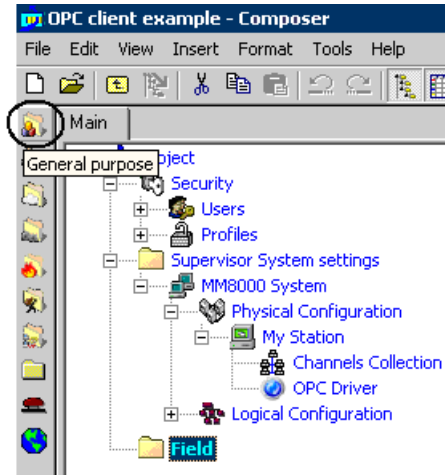 OPC client example - Composer
File Edit View Insert Format Tools Help
Main
General purpose
oject
Security
Users
Profiles
Supervisor System settings
MM8000 System
Physical Configuration
My Station
Channels Collection
OPC Driver
Logical Configuration
Field